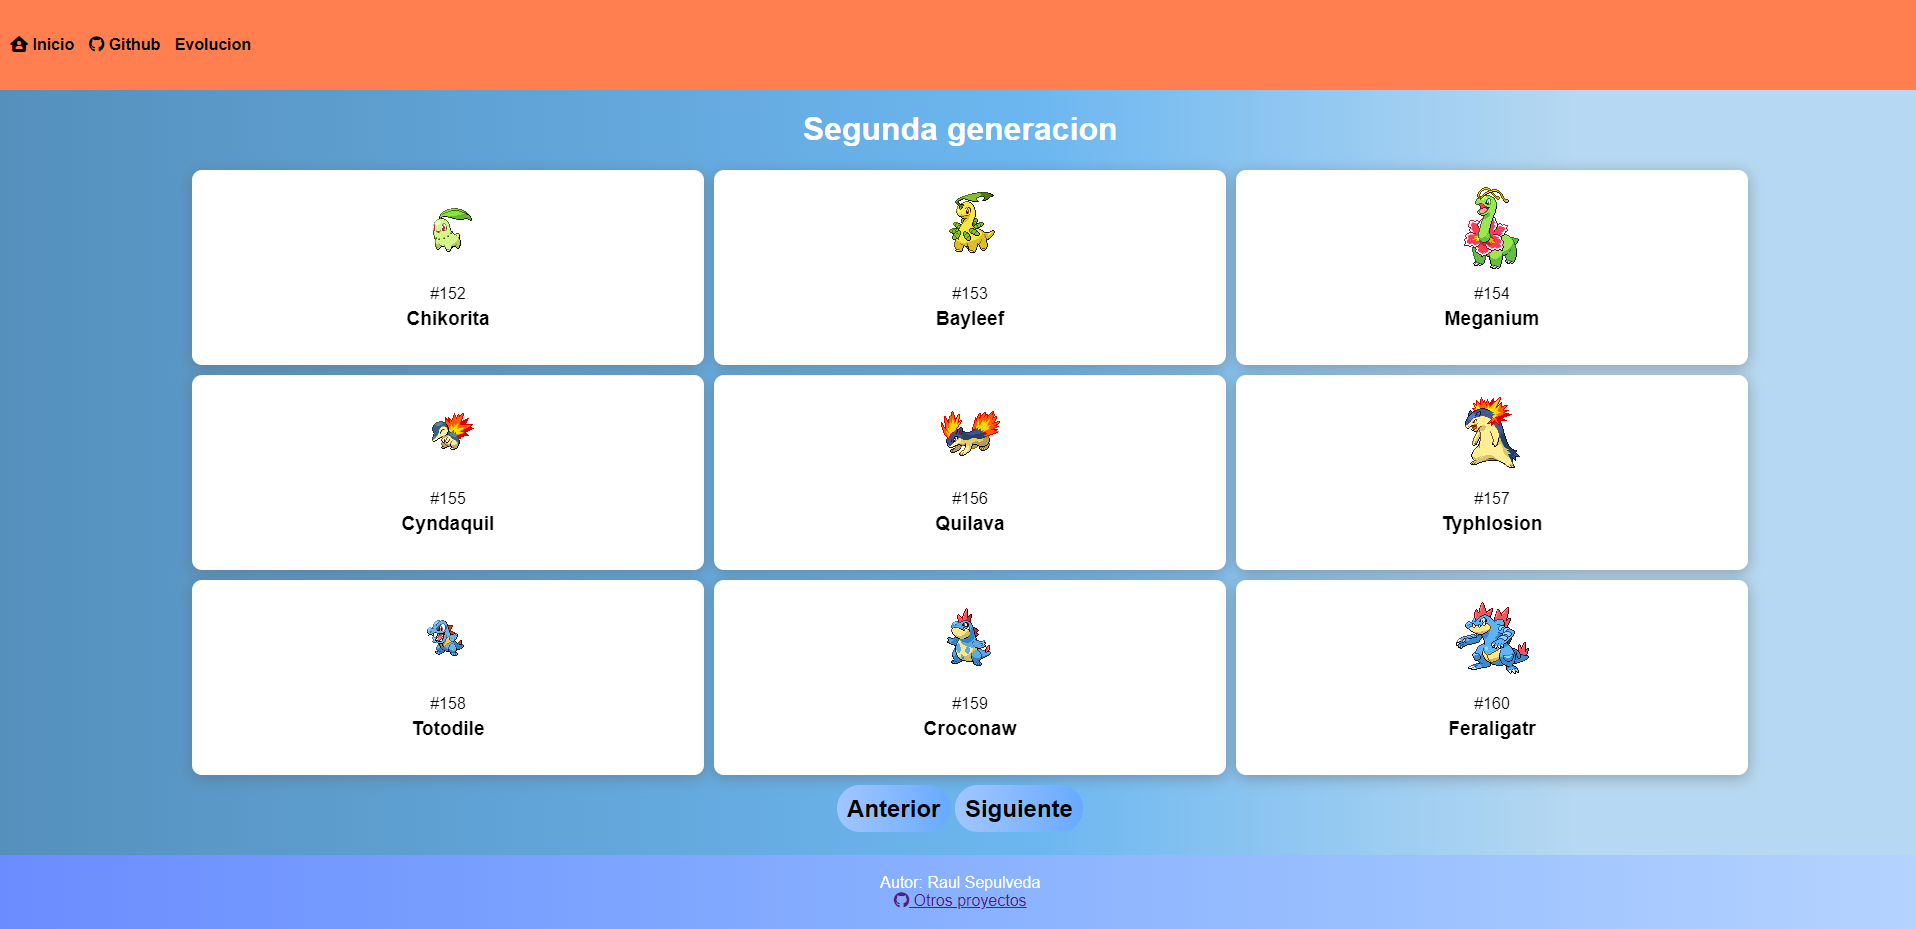 Inicio Github Evolucion
Segunda generacion
#152
Chikorita
#153
Bayleef
#154
Meganium
#155
Cyndaquil
#156
Quilava
#157
Typhlosion
#158
Totodile
#159
Croconaw
#160
Feraligatr
Anterior Siguiente
Autor: Raul Sepulveda
Otros proyectos